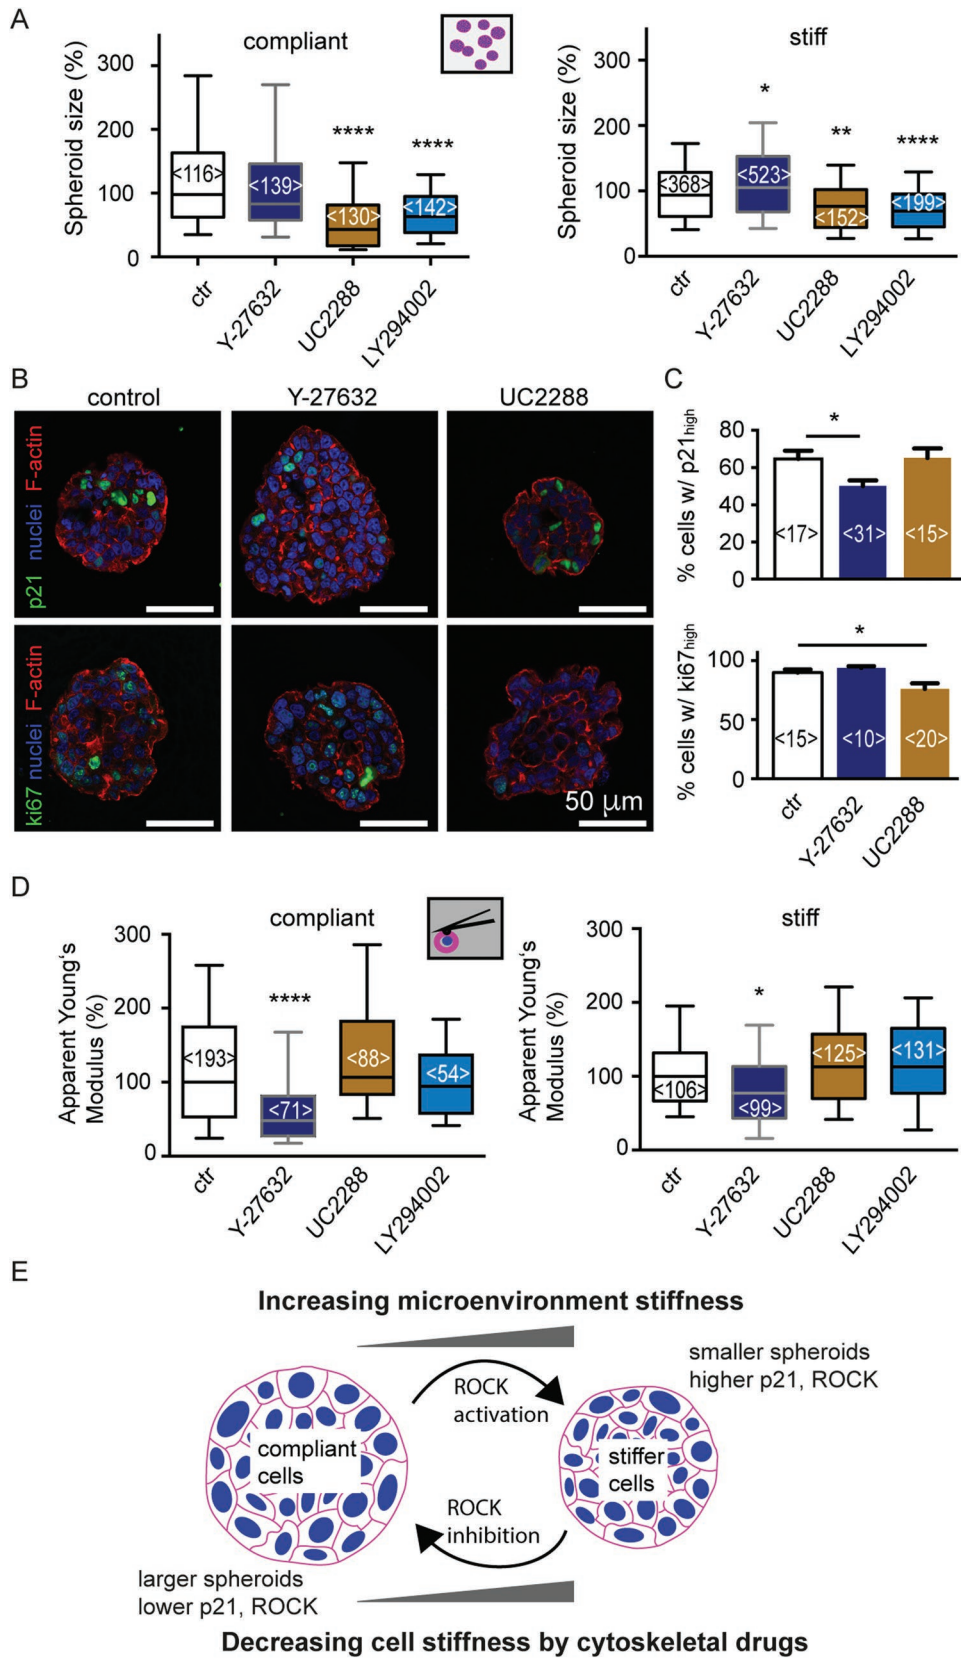 A
compliant
stiff
Spheroid size (%)
300
200
100
0
<116>
<139>
<130>
<142>
****
****
ctr
Y-27632
UC2288
LY294002
Spheroid size (%)
300
200
100
0
<368>
<523>
<152>
<199>
*
**
****
ctr
Y-27632
UC2288
LY294002
B
control
Y-27632
UC2288
p21 nuclei F-actin
ki67 nuclei F-actin
50 μm
C
% cells w/ p21high
80
60
40
20
0
*
<17>
<31>
<15>
% cells w/ ki67high
100
50
0
*
<15>
<10>
<20>
ctr
Y-27632
UC2288
D
compliant
stiff
Apparent Young's
Modulus (%)
300
200
100
0
<193>
<71>
<88>
<54>
****
ctr
Y-27632
UC2288
LY294002
Apparent Young's
Modulus (%)
300
200
100
0
<106>
<99>
<125>
<131>
*
ctr
Y-27632
UC2288
LY294002
E
Increasing microenvironment stiffness
smaller spheroids
higher p21, ROCK
ROCK
activation
compliant
cells
stiffer
cells
ROCK
inhibition
larger spheroids
lower p21, ROCK
Decreasing cell stiffness by cytoskeletal drugs